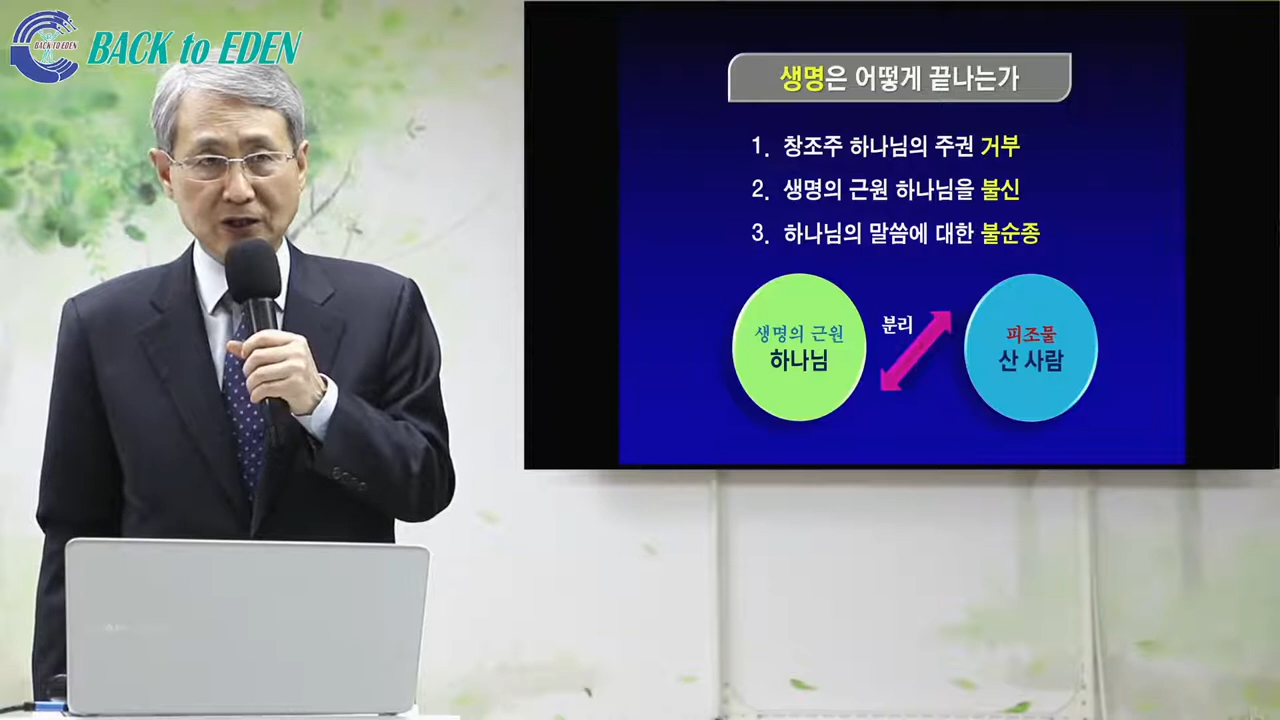 BACK TO EDEN
BACK to EDEN
생명은 어떻게 끝나는가
1. 창조주 하나님의 주권 거부
2. 생명의 근원 하나님을 불신
3. 하나님의 말씀에 대한 불순종
생명의 근원
하나님
분리
피조물
산 사람